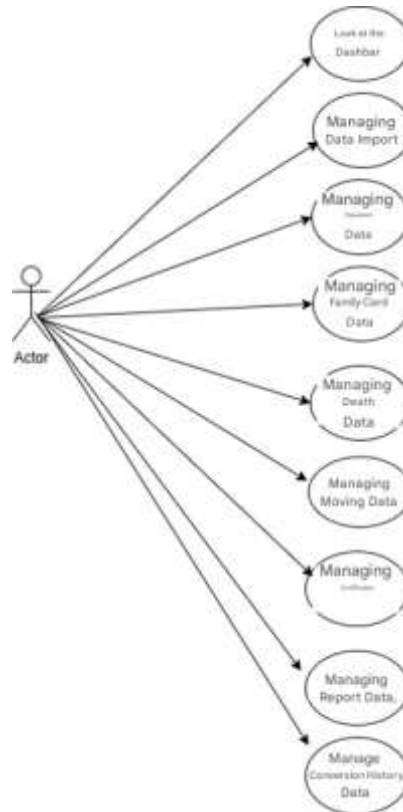 Look at the
Dashbar
Managing
Data Import
Managing
Data
Managing
Family Card
Data
Actor
Managing
Death
Data
Managing
Moving Data
Managing
Managing
Report Data,
Manage
Conversion History
Data